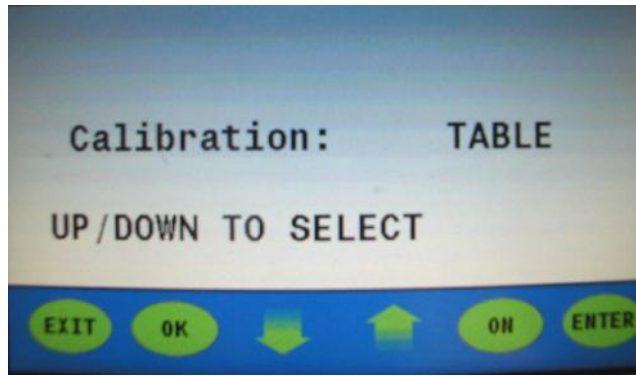 Calibration: TABLE
UP/DOWN TO SELECT
EXIT OK ON ENTER